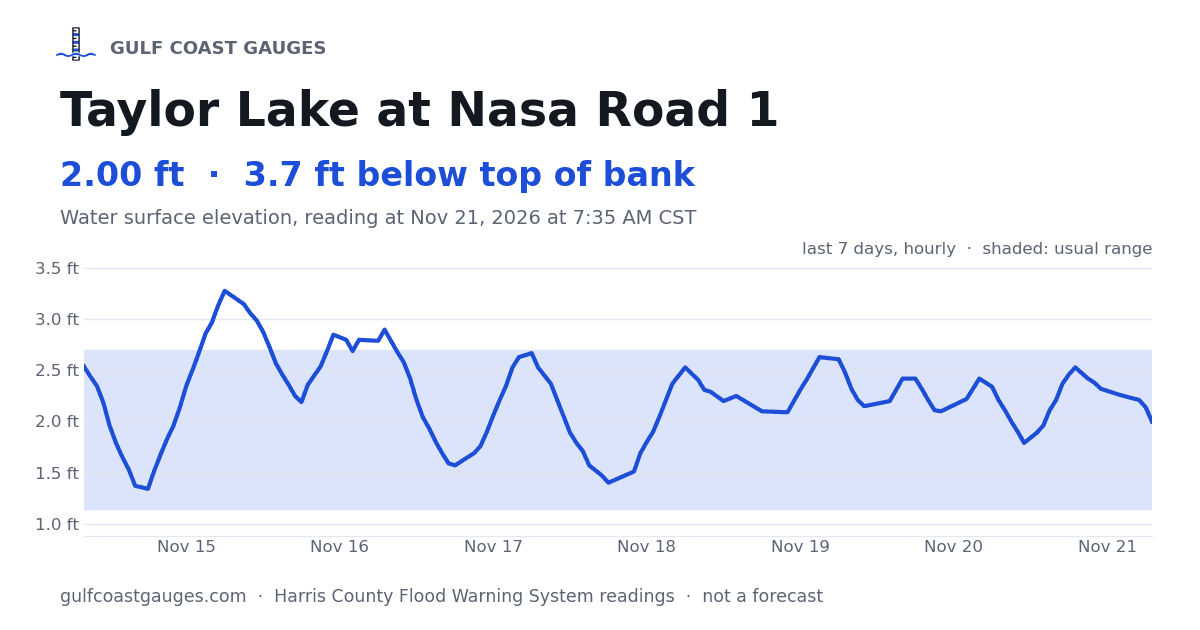 GULF COAST GAUGES
Taylor Lake at Nasa Road 1
2.00 ft · 3.7 ft below top of bank
Water surface elevation, reading at Nov 21, 2026 at 7:35 AM CST
last 7 days, hourly · shaded: usual range
3.5 ft
3.0 ft
2.5 ft
2.0 ft
1.5 ft
1.0 ft
Nov 15 Nov 16 Nov 17 Nov 18 Nov 19 Nov 20 Nov 21
gulfcoastgauges.com · Harris County Flood Warning System readings · not a forecast